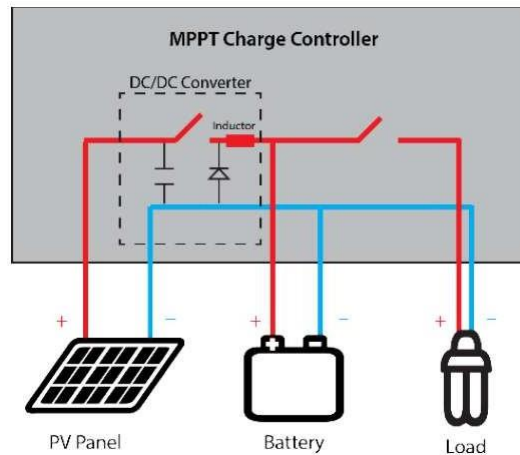 MPPT Charge Controller
DC/DC Converter
Inductor
+ − + − + −
PV Panel Battery Load